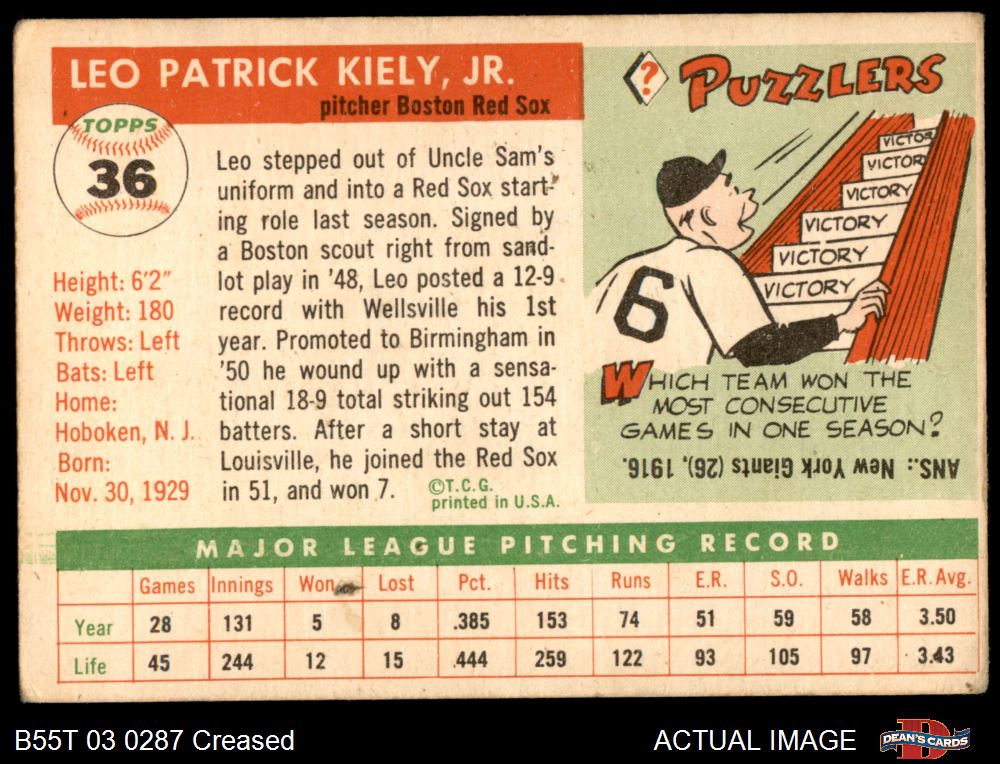 LEO PATRICK KIELY, JR.
pitcher Boston Red Sox
TOPPS
36
Height: 6'2"
Weight: 180
Throws: Left
Bats: Left
Home:
Hoboken, N. J.
Born:
Nov. 30, 1929
Leo stepped out of Uncle Sam's
uniform and into a Red Sox start-
ing role last season. Signed by
a Boston scout right from sand-
lot play in '48, Leo posted a 12-9
record with Wellsville his 1st
year. Promoted to Birmingham in
'50 he wound up with a sensa-
tional 18-9 total striking out 154
batters. After a short stay at
Louisville, he joined the Red Sox
in 51, and won 7.
©T.C.G.
printed in U.S.A.
? PUZZLERS
VICTORY
VICTORY
VICTORY
VICTORY
VICTORY
VICTORY
6
WHICH TEAM WON THE
MOST CONSECUTIVE
GAMES IN ONE SEASON?
ANS.: New York Giants (26), 1916.
MAJOR LEAGUE PITCHING RECORD
Games Innings Won Lost Pct. Hits Runs E.R. S.O. Walks E.R. Avg.
Year 28 131 5 8 .385 153 74 51 59 58 3.50
Life 45 244 12 15 .444 259 122 93 105 97 3.43
B55T 03 0287 Creased
ACTUAL IMAGE
D
DEAN'S CARDS